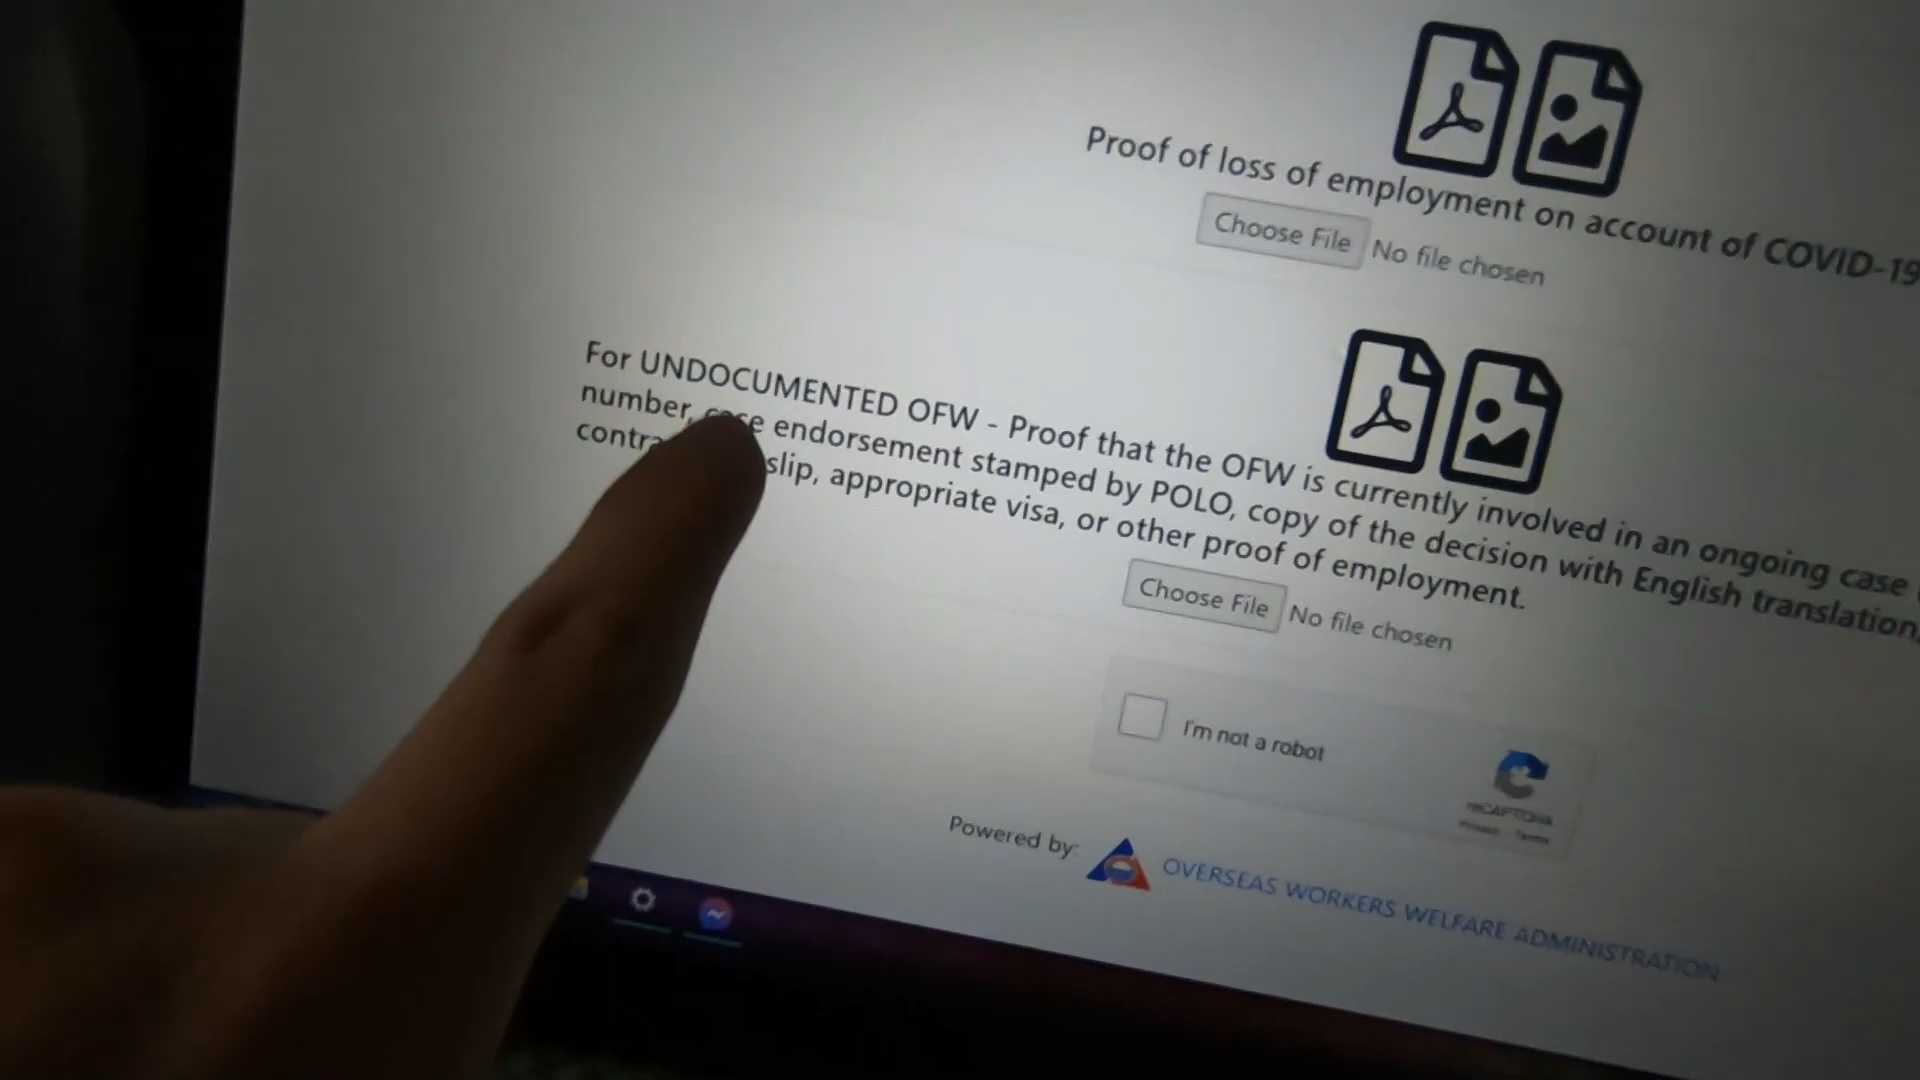 Proof of loss of employment on account of COVID-19
Choose File No file chosen
For UNDOCUMENTED OFW - Proof that the OFW is currently involved in an ongoing case
number, case endorsement stamped by POLO, copy of the decision with English translation,
slip, appropriate visa, or other proof of employment.
Choose File No file chosen
I'm not a robot
reCAPTCHA
Privacy - Terms
Powered by: OVERSEAS WORKERS WELFARE ADMINISTRATION